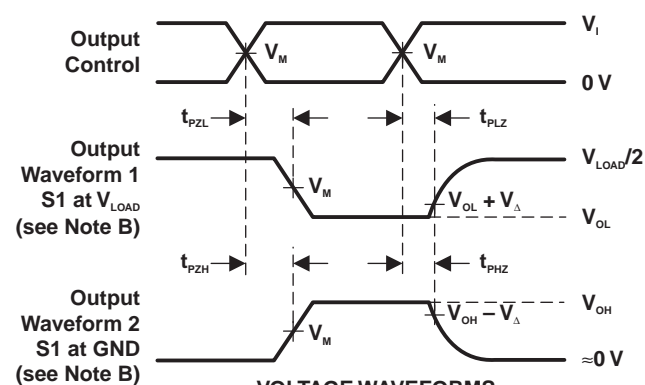 Output
Control
V_M
V_M
V_I
0 V
t_PZL
t_PLZ
Output
Waveform 1
S1 at V_LOAD
(see Note B)
V_M
V_OL + V_Δ
V_LOAD/2
V_OL
t_PZH
t_PHZ
Output
Waveform 2
S1 at GND
(see Note B)
V_M
V_OH – V_Δ
V_OH
≈0 V
VOLTAGE WAVEFORMS